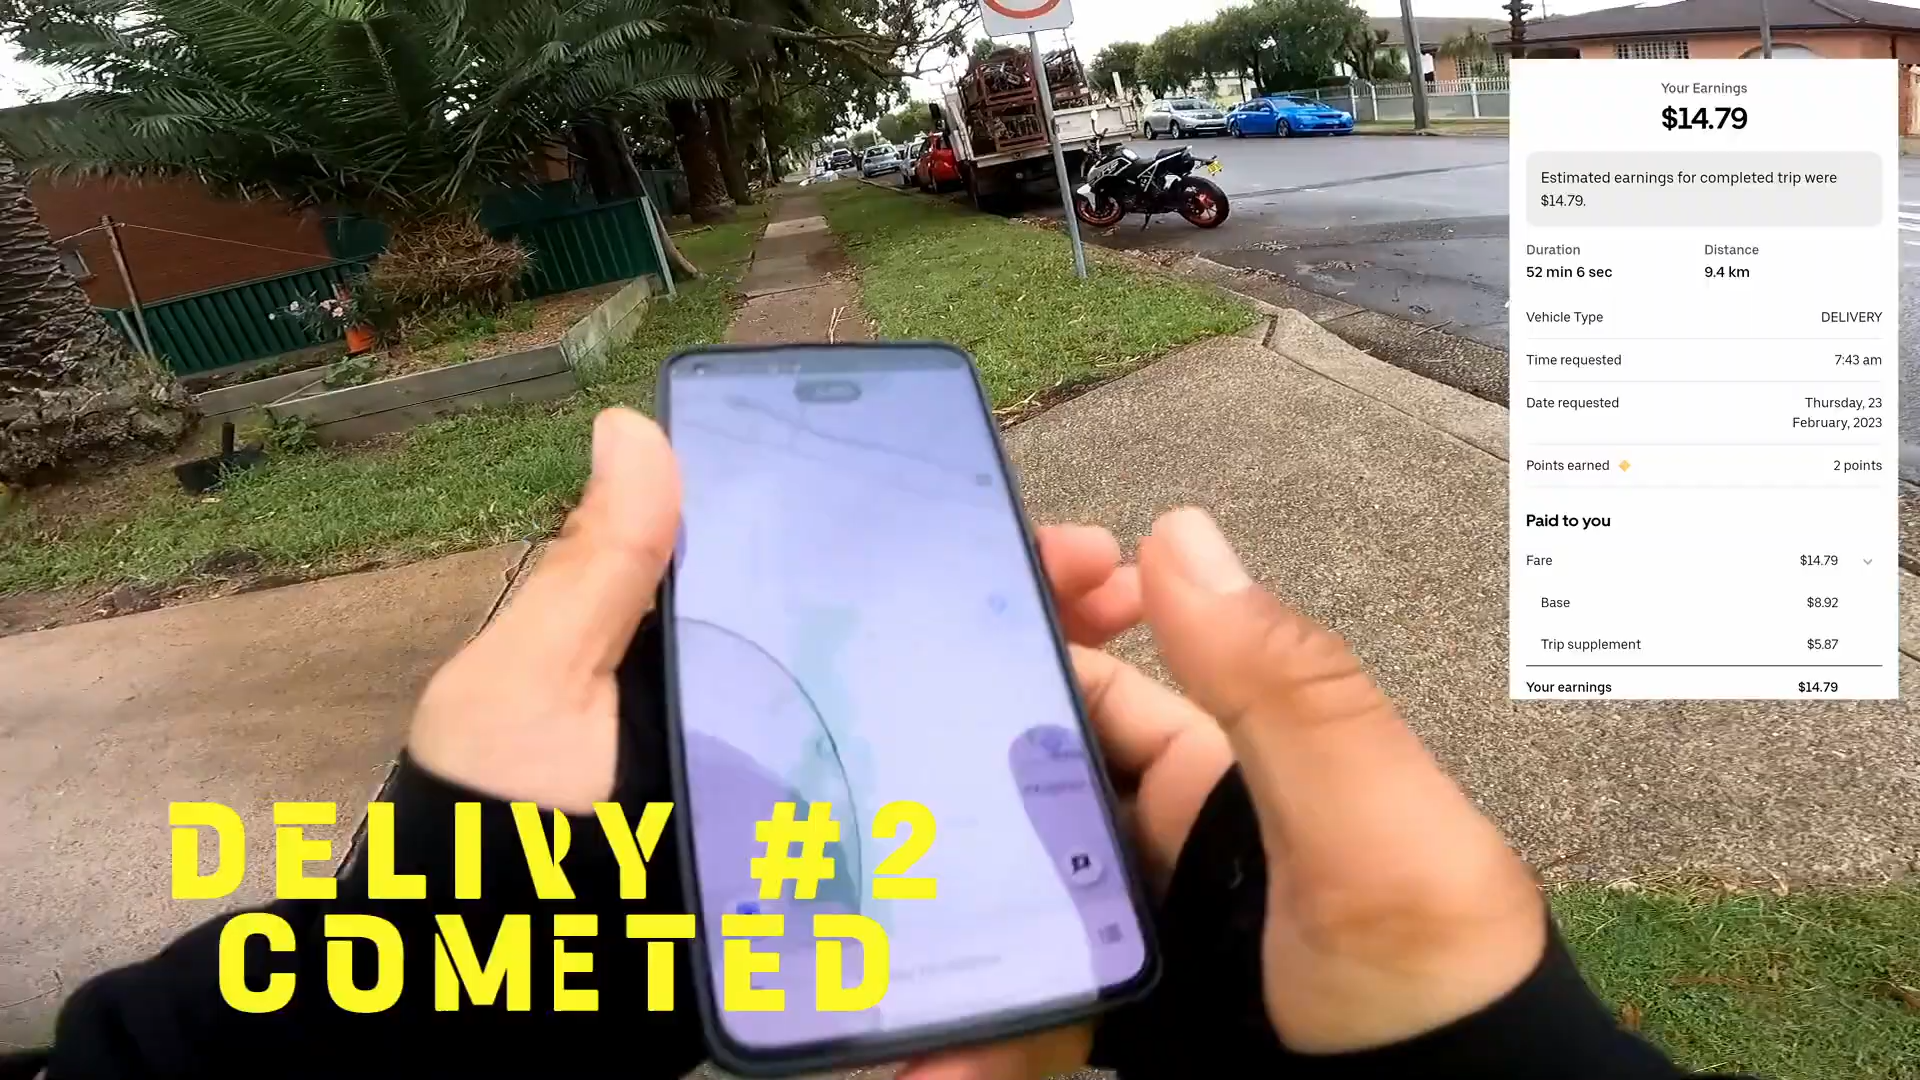 Your Earnings
$14.79
Estimated earnings for completed trip were
$14.79.
Duration
Distance
52 min 6 sec
9.4 km
Vehicle Type
DELIVERY
Time requested
7:43 am
Date requested
Thursday, 23
February, 2023
Points earned
2 points
Paid to you
Fare
$14.79
Base
$8.92
Trip supplement
$5.87
Your earnings
$14.79
DELIVY #2
COMETED